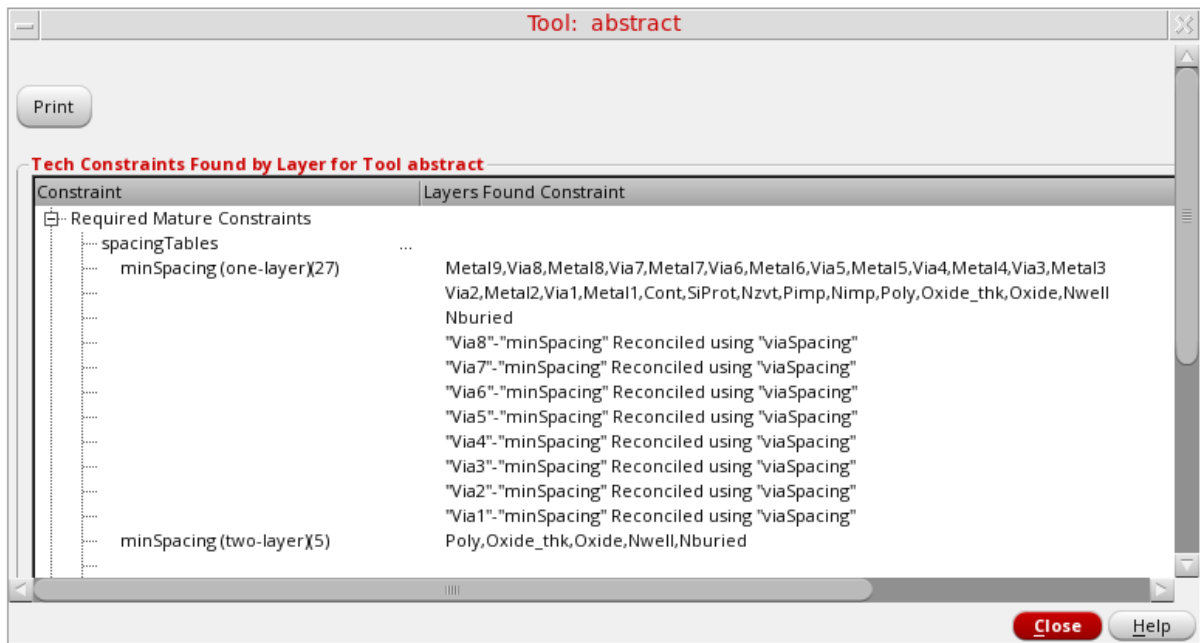 Tool: abstract
Print
Tech Constraints Found by Layer for Tool abstract
Constraint Layers Found Constraint
Required Mature Constraints
spacingTables ...
minSpacing (one-layer)(27) Metal9,Via8,Metal8,Via7,Metal7,Via6,Metal6,Via5,Metal5,Via4,Metal4,Via3,Metal3
Via2,Metal2,Via1,Metal1,Cont,SiProt,Nzvt,Pimp,Nimp,Poly,Oxide_thk,Oxide,Nwell
Nburied
"Via8"-"minSpacing" Reconciled using "viaSpacing"
"Via7"-"minSpacing" Reconciled using "viaSpacing"
"Via6"-"minSpacing" Reconciled using "viaSpacing"
"Via5"-"minSpacing" Reconciled using "viaSpacing"
"Via4"-"minSpacing" Reconciled using "viaSpacing"
"Via3"-"minSpacing" Reconciled using "viaSpacing"
"Via2"-"minSpacing" Reconciled using "viaSpacing"
"Via1"-"minSpacing" Reconciled using "viaSpacing"
minSpacing (two-layer)(5) Poly,Oxide_thk,Oxide,Nwell,Nburied
Close Help